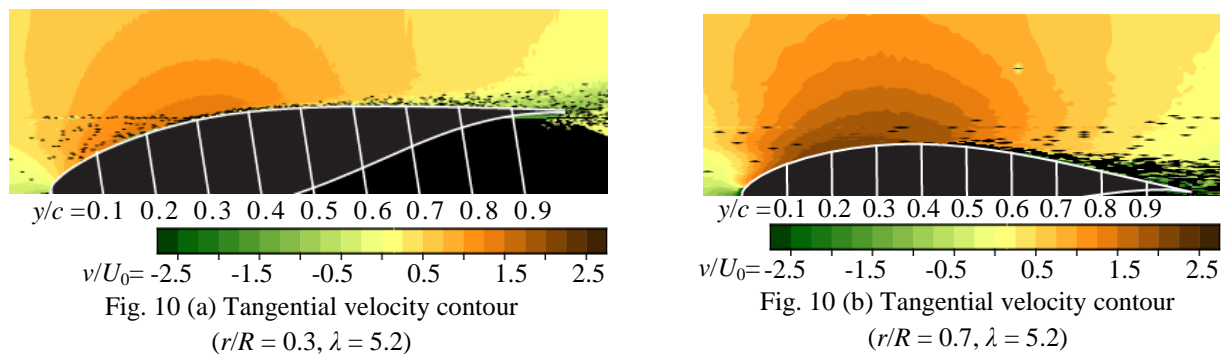 y/c =0.1 0.2 0.3 0.4 0.5 0.6 0.7 0.8 0.9
v/U0= -2.5 -1.5 -0.5 0.5 1.5 2.5
Fig. 10 (a) Tangential velocity contour
(r/R = 0.3, λ = 5.2)
y/c =0.1 0.2 0.3 0.4 0.5 0.6 0.7 0.8 0.9
v/U0= -2.5 -1.5 -0.5 0.5 1.5 2.5
Fig. 10 (b) Tangential velocity contour
(r/R = 0.7, λ = 5.2)